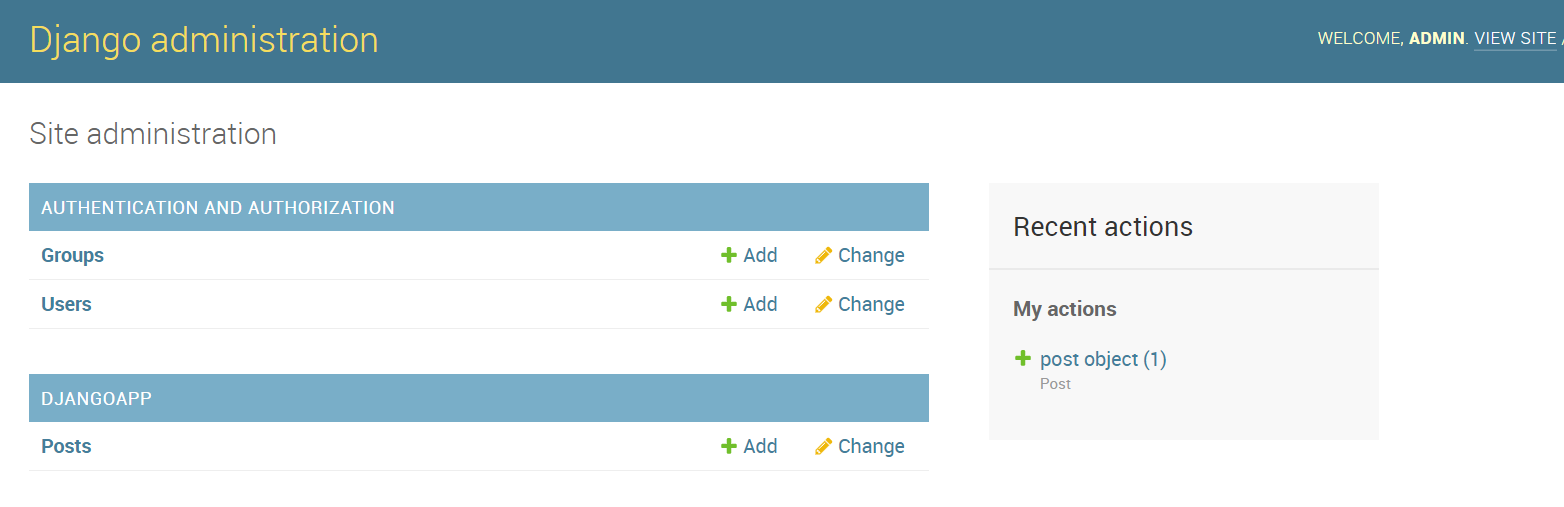 Django administration
WELCOME, ADMIN. VIEW SITE /
Site administration
AUTHENTICATION AND AUTHORIZATION
Groups Add Change
Users Add Change
DJANGOAPP
Posts Add Change
Recent actions
My actions
post object (1)
Post